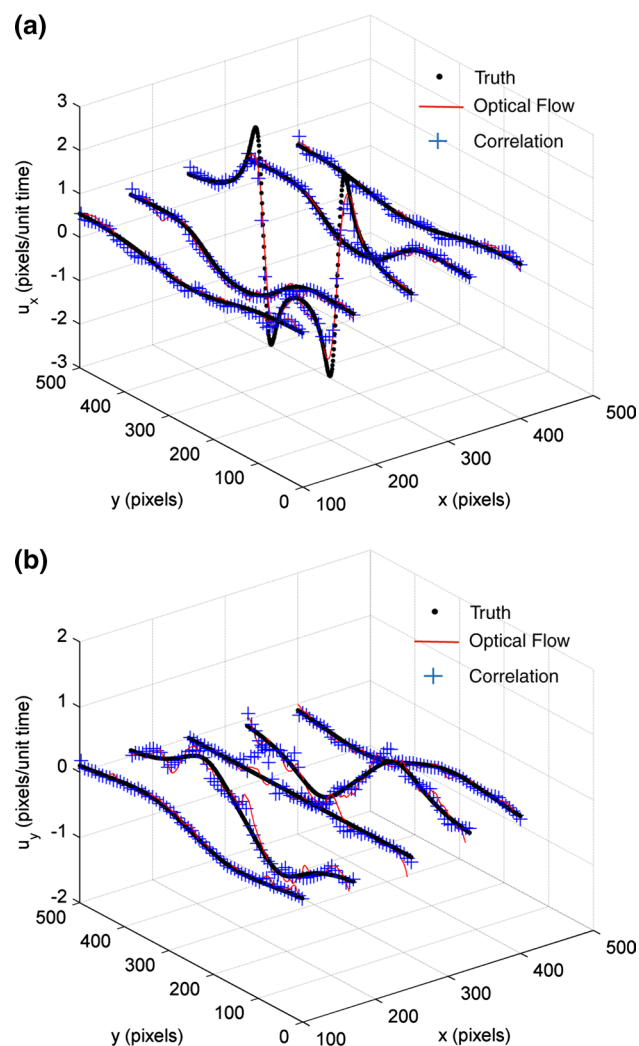 (a)
Truth
Optical Flow
Correlation
3
2
1
0
-1
-2
-3
u_x (pixels/unit time)
500
400
300
200
100
0
y (pixels)
100
200
300
400
500
x (pixels)
(b)
Truth
Optical Flow
Correlation
2
1
0
-1
-2
u_y (pixels/unit time)
500
400
300
200
100
0
y (pixels)
100
200
300
400
500
x (pixels)